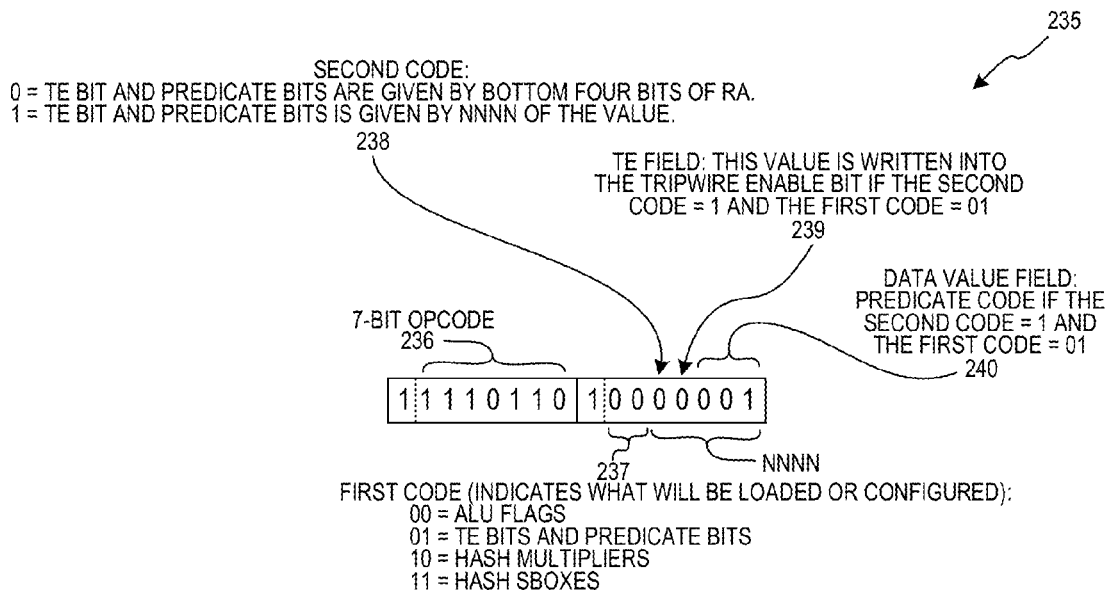 235
SECOND CODE:
0 = TE BIT AND PREDICATE BITS ARE GIVEN BY BOTTOM FOUR BITS OF RA.
1 = TE BIT AND PREDICATE BITS IS GIVEN BY NNNN OF THE VALUE.
238
TE FIELD: THIS VALUE IS WRITTEN INTO
THE TRIPWIRE ENABLE BIT IF THE SECOND
CODE = 1 AND THE FIRST CODE = 01
239
DATA VALUE FIELD:
PREDICATE CODE IF THE
SECOND CODE = 1 AND
THE FIRST CODE = 01
240
7-BIT OPCODE
236
1 1 1 1 0 1 1 0 1 0 0 0 0 0 0 1
237
NNNN
FIRST CODE (INDICATES WHAT WILL BE LOADED OR CONFIGURED):
00 = ALU FLAGS
01 = TE BITS AND PREDICATE BITS
10 = HASH MULTIPLIERS
11 = HASH SBOXES